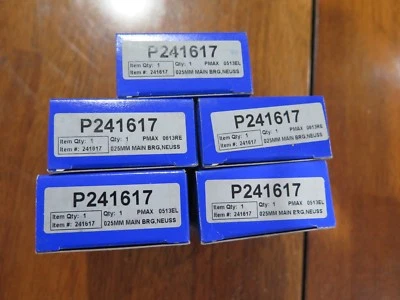 P241617
Item Qty: 1 Qty: 1 PMAX 0513EL
Item #: 241617 025MM MAIN BRG,NEUSS
P241617
Item Qty: 1 Qty: 1 PMAX 0613RE
Item #: 241617 025MM MAIN BRG,NEUSS
P241617
Item Qty: 1 Qty: 1 PMAX 0613RE
Item #: 241617 025MM MAIN BRG,NEUSS
P241617
Item Qty: 1 Qty: 1 PMAX 0513EL
Item #: 241617 025MM MAIN BRG,NEUSS
P241617
Item Qty: 1 Qty: 1 PMAX 0513EL
Item #: 241617 025MM MAIN BRG,NEUSS